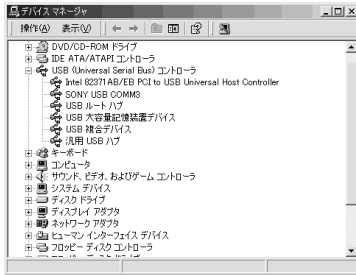 デバイス マネージャ
操作(A) 表示(V)
DVD/CD-ROM ドライブ
IDE ATA/ATAPI コントローラ
USB (Universal Serial Bus) コントローラ
Intel 82371AB/EB PCI to USB Universal Host Controller
SONY USB COMM3
USB ルート ハブ
USB 大容量記憶装置デバイス
USB 複合デバイス
汎用 USB ハブ
キーボード
コンピュータ
サウンド、ビデオ、およびゲーム コントローラ
システム デバイス
ディスク ドライブ
ディスプレイ アダプタ
ネットワーク アダプタ
ヒューマン インターフェイス デバイス
フロッピー ディスク コントローラ